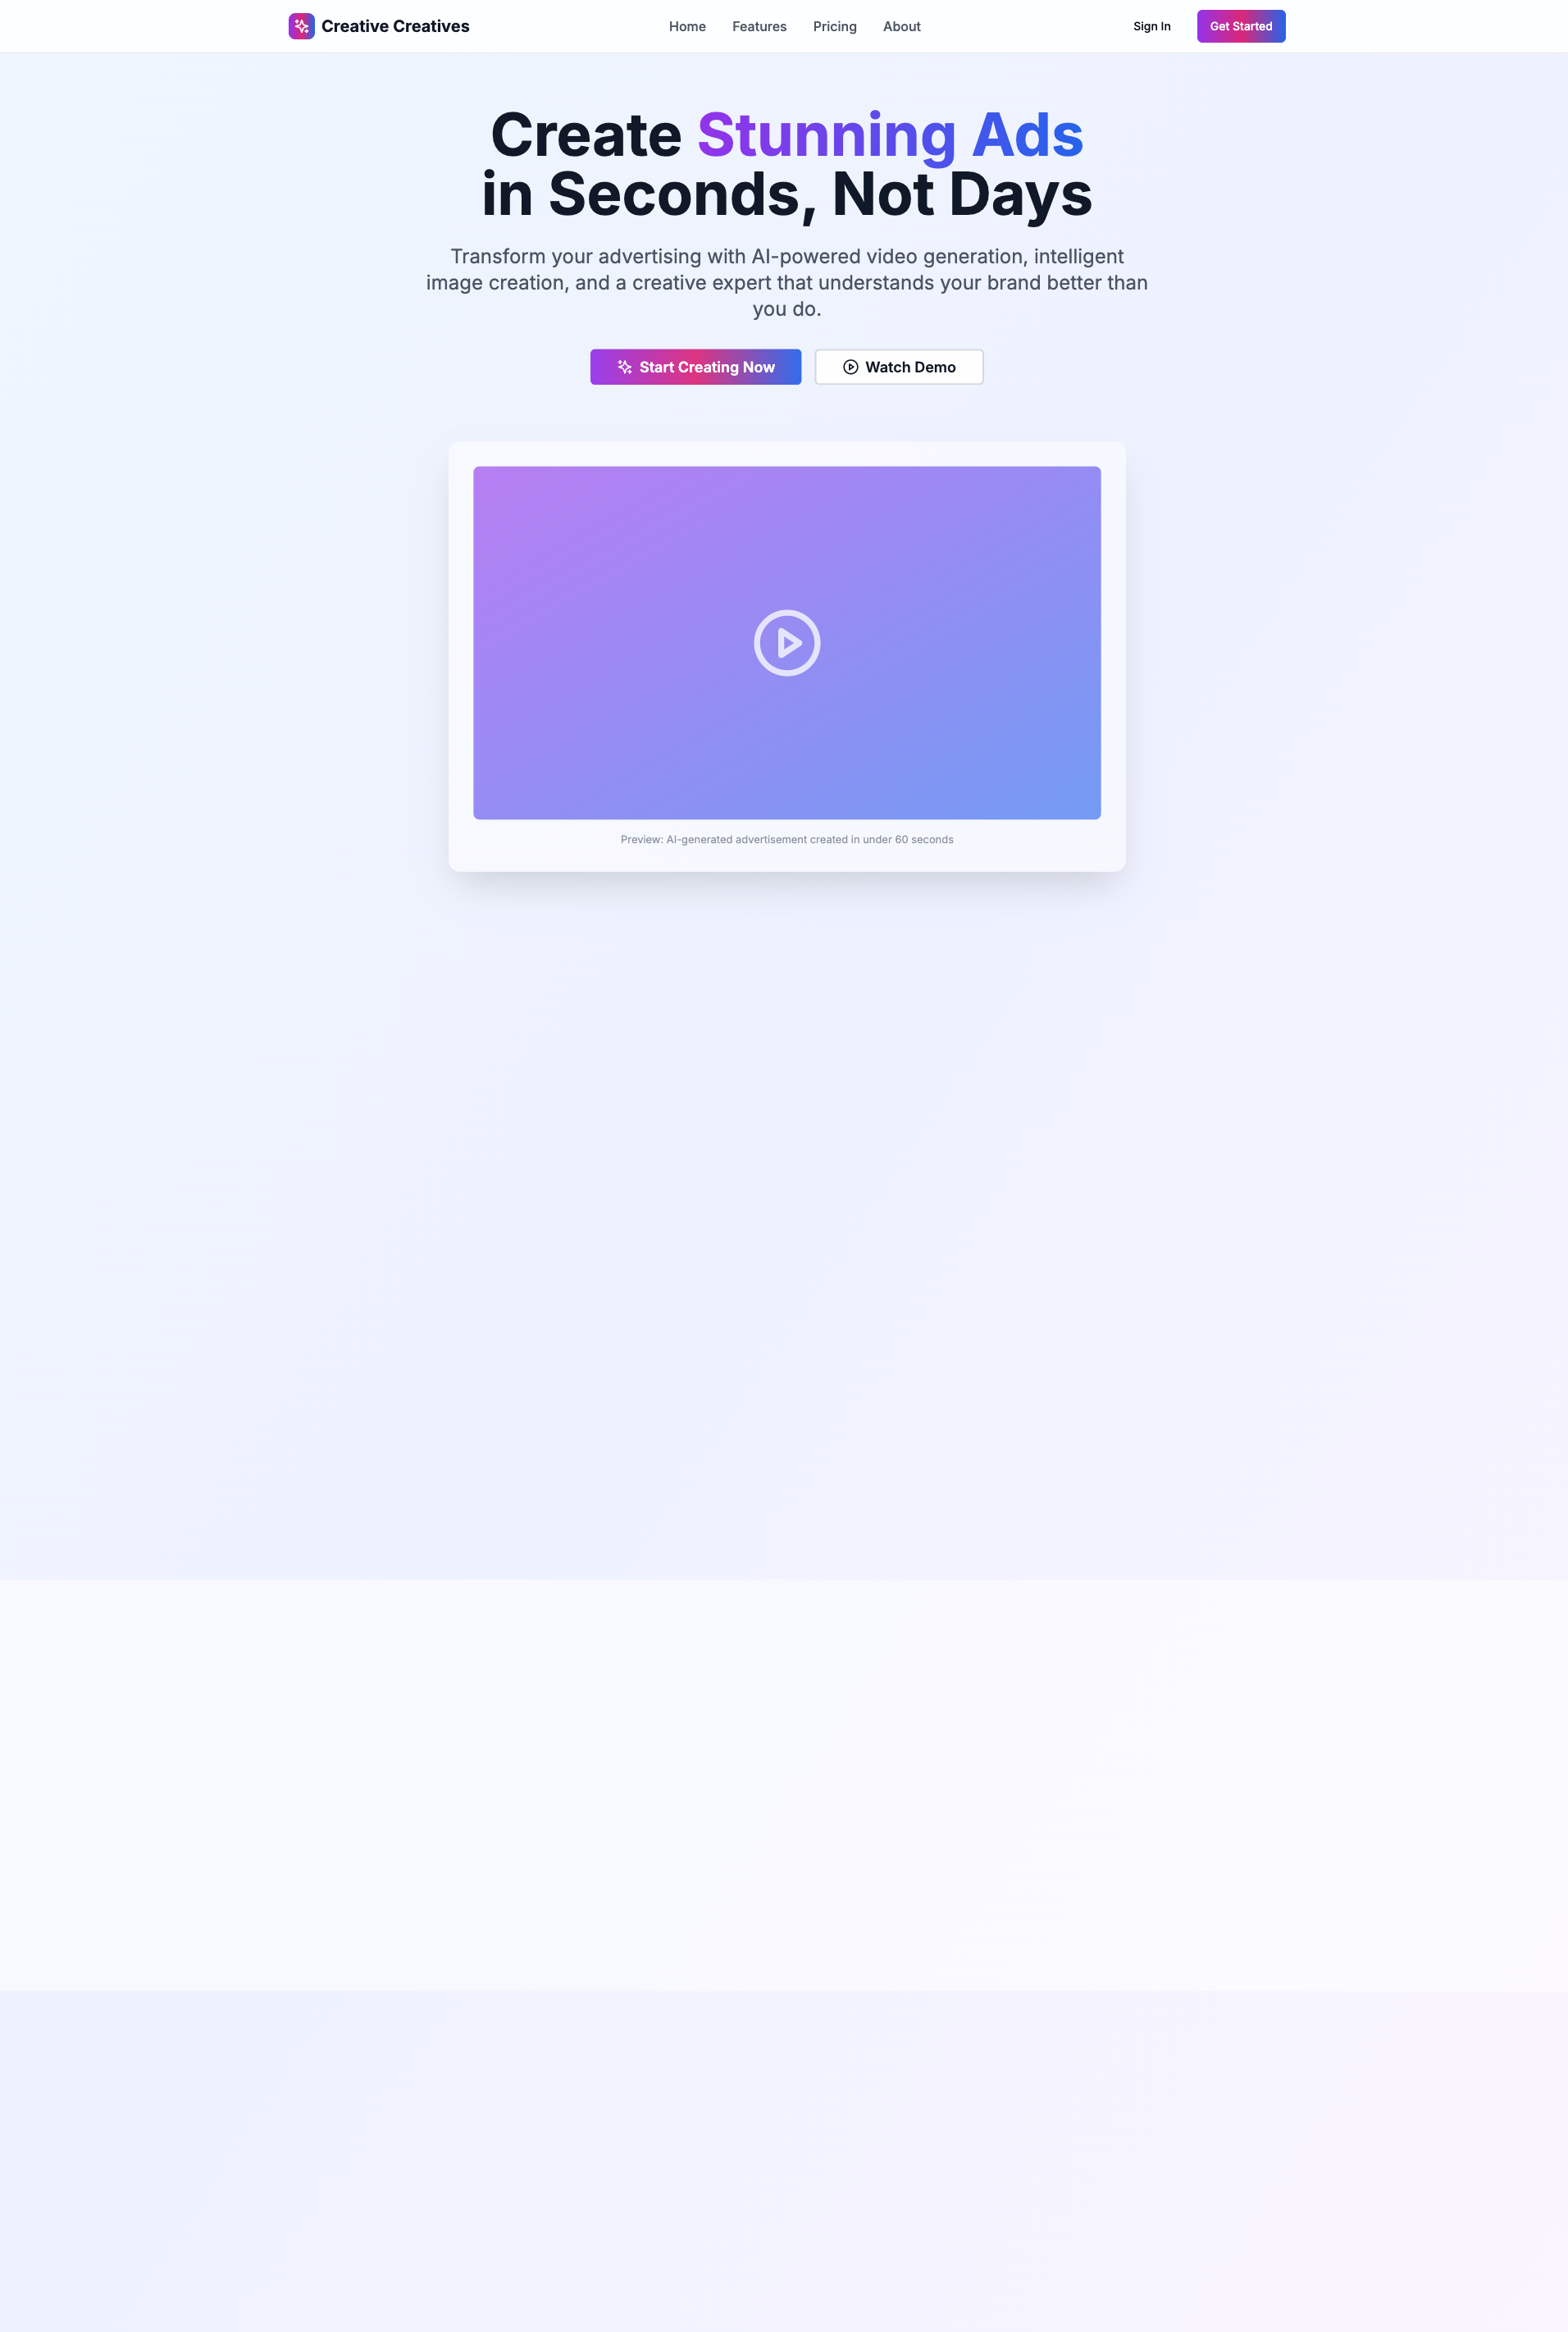 Creative Creatives
Home
Features
Pricing
About
Sign In
Get Started
Create Stunning Ads
in Seconds, Not Days
Transform your advertising with AI-powered video generation, intelligent
image creation, and a creative expert that understands your brand better than
you do.
Start Creating Now
Watch Demo
Preview: AI-generated advertisement created in under 60 seconds